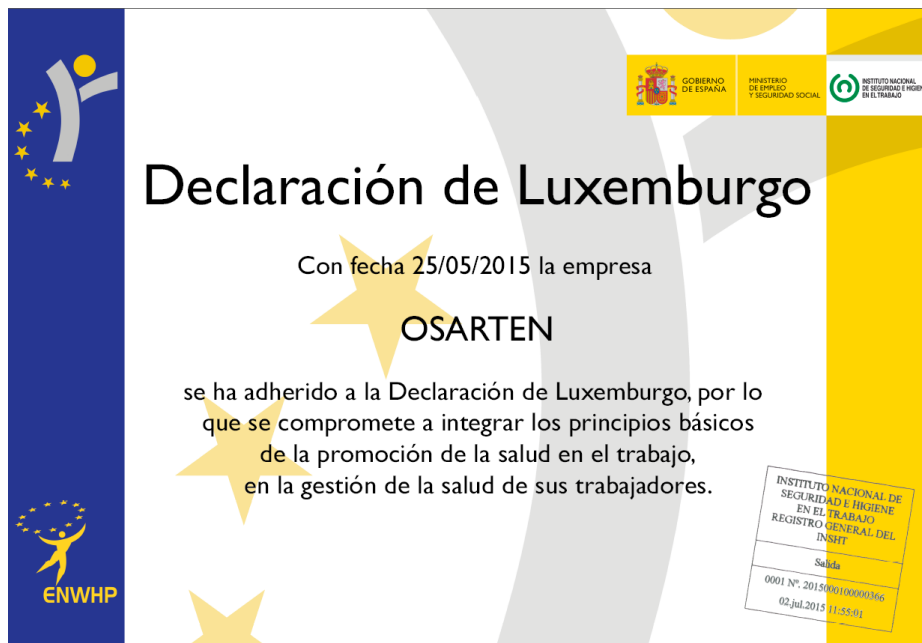 GOBIERNO
DE ESPAÑA
MINISTERIO
DE EMPLEO
Y SEGURIDAD SOCIAL
INSTITUTO NACIONAL
DE SEGURIDAD E HIGIENE
EN EL TRABAJO
Declaración de Luxemburgo
Con fecha 25/05/2015 la empresa
OSARTEN
se ha adherido a la Declaración de Luxemburgo, por lo
que se compromete a integrar los principios básicos
de la promoción de la salud en el trabajo,
en la gestión de la salud de sus trabajadores.
INSTITUTO NACIONAL DE
SEGURIDAD E HIGIENE
EN EL TRABAJO
REGISTRO GENERAL DEL
INSHT
Salida
0001 Nº. 2015000100000366
02.jul.2015 11:55:01
ENWHP